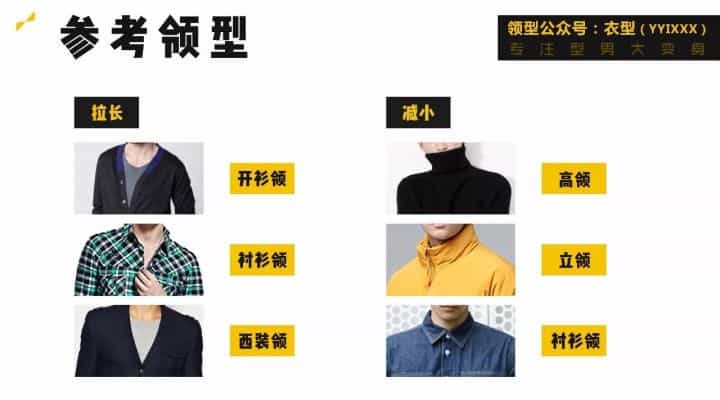 参考领型
领型公众号：衣型（YYIXXX）
专注型男大变身
拉长
开衫领
衬衫领
西装领
减小
高领
立领
衬衫领